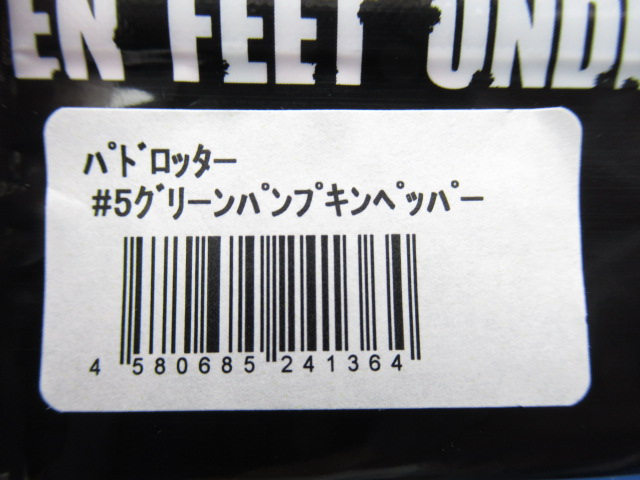 EN FEET UNDE
ﾊﾟﾄﾞﾛｯﾀｰ
#5ｸﾞﾘｰﾝﾊﾟﾝﾌﾟｷﾝﾍﾟｯﾊﾟｰ
4 580685 241364